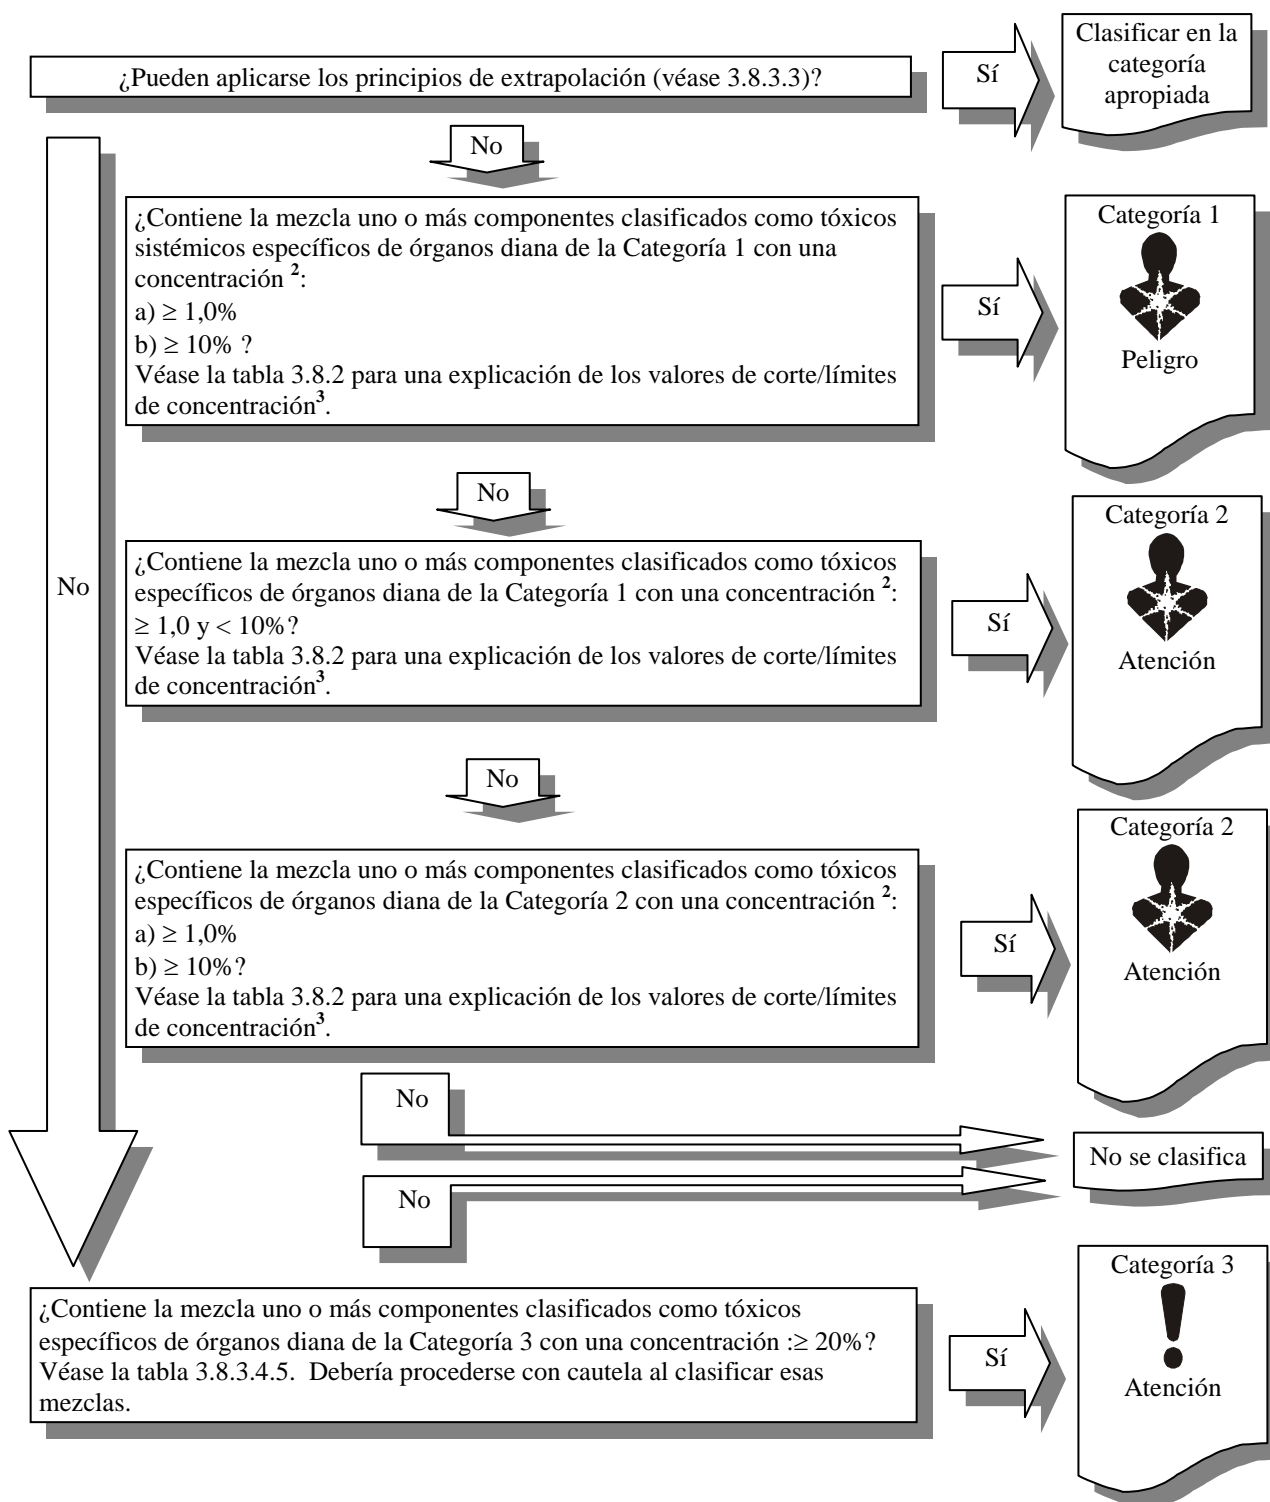 ¿Pueden aplicarse los principios de extrapolación (véase 3.8.3.3)?
Sí
Clasificar en la
categoría
apropiada
No
¿Contiene la mezcla uno o más componentes clasificados como tóxicos
sistémicos específicos de órganos diana de la Categoría 1 con una
concentración ²:
a) ≥ 1,0%
b) ≥ 10% ?
Véase la tabla 3.8.2 para una explicación de los valores de corte/límites
de concentración³.
Sí
Categoría 1
Peligro
No
No
¿Contiene la mezcla uno o más componentes clasificados como tóxicos
específicos de órganos diana de la Categoría 1 con una concentración ²:
≥ 1,0 y < 10%?
Véase la tabla 3.8.2 para una explicación de los valores de corte/límites
de concentración³.
Sí
Categoría 2
Atención
No
¿Contiene la mezcla uno o más componentes clasificados como tóxicos
específicos de órganos diana de la Categoría 2 con una concentración ²:
a) ≥ 1,0%
b) ≥ 10%?
Véase la tabla 3.8.2 para una explicación de los valores de corte/límites
de concentración³.
Sí
Categoría 2
Atención
No
No se clasifica
No
¿Contiene la mezcla uno o más componentes clasificados como tóxicos
específicos de órganos diana de la Categoría 3 con una concentración :≥ 20%?
Véase la tabla 3.8.3.4.5. Debería procederse con cautela al clasificar esas
mezclas.
Sí
Categoría 3
Atención